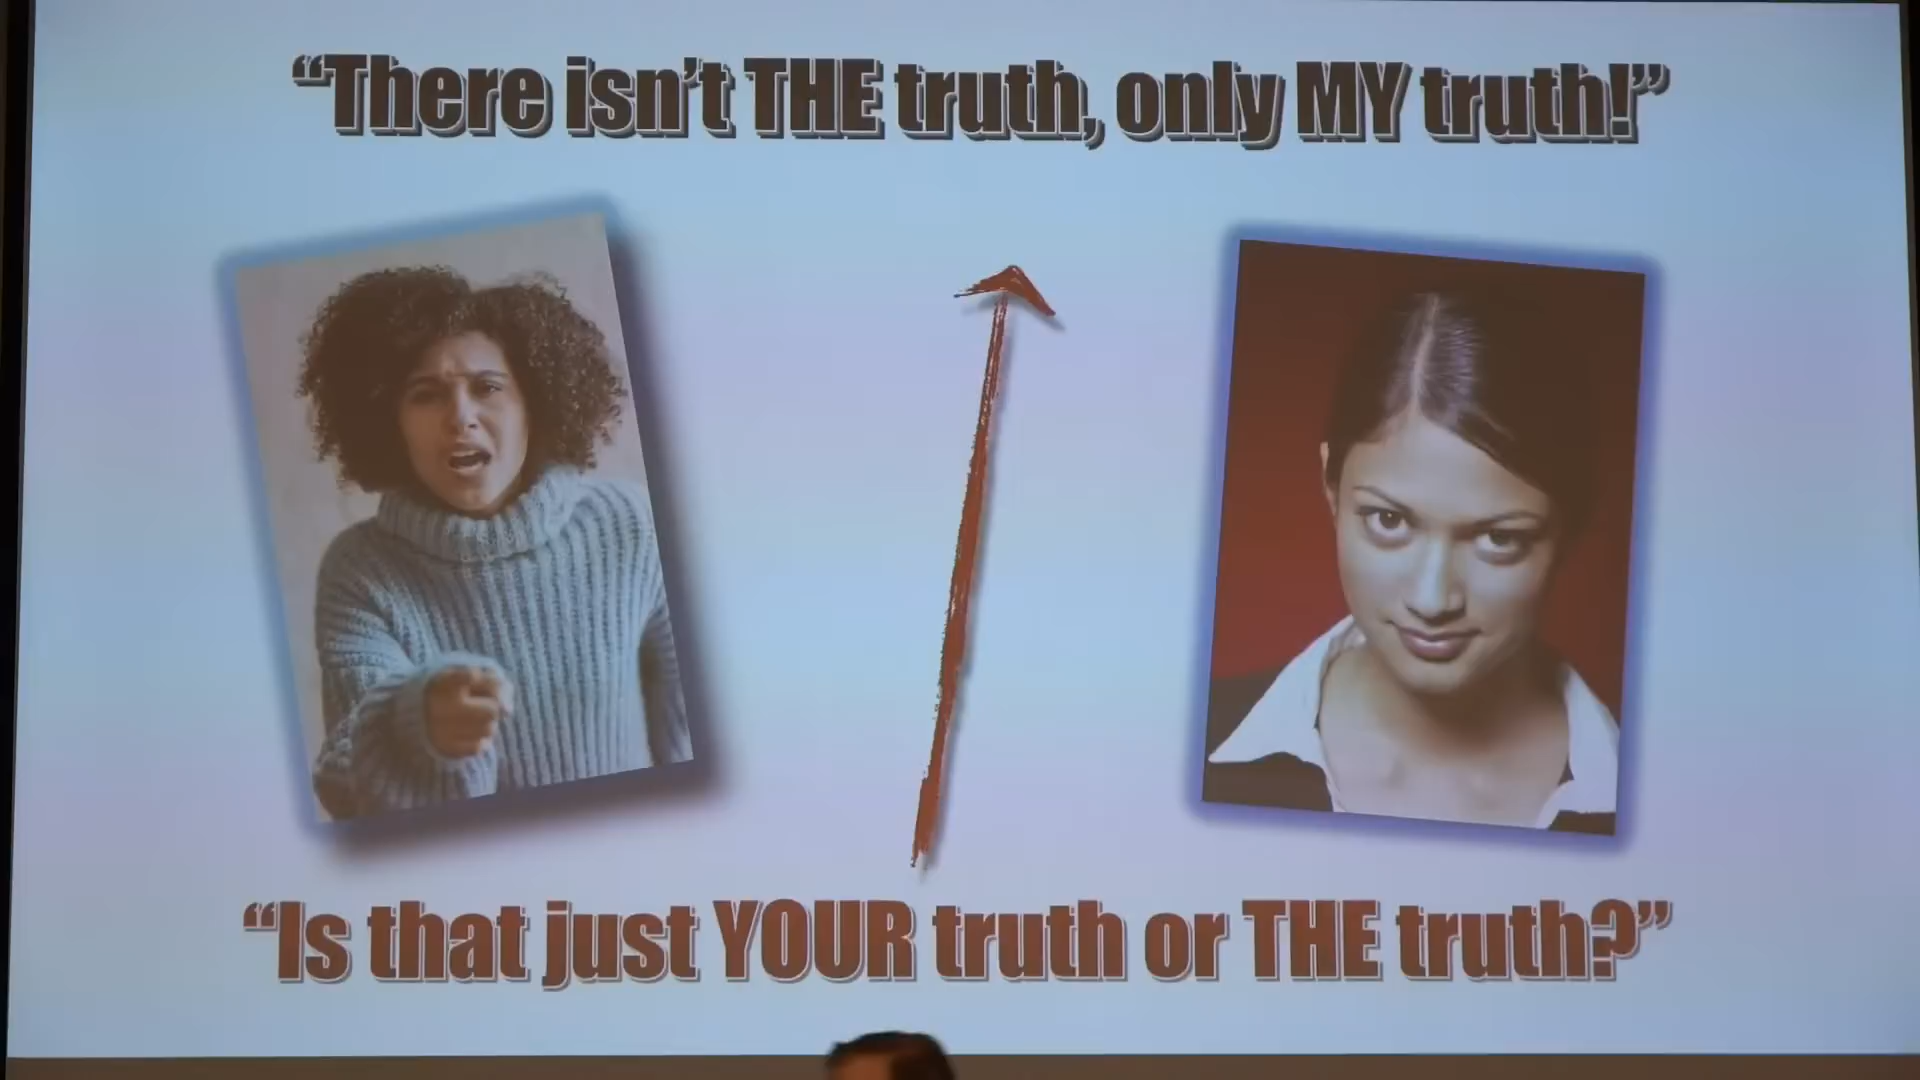 “There isn’t THE truth, only MY truth!”
“Is that just YOUR truth or THE truth?”